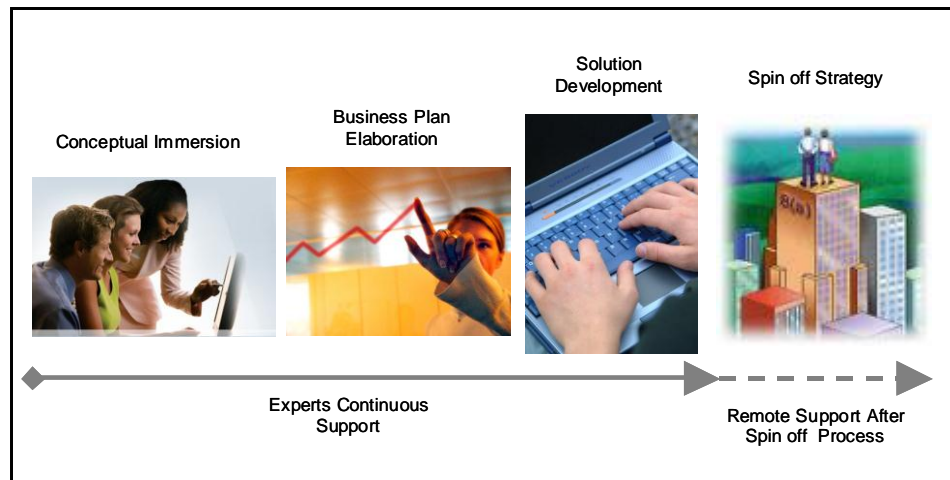 Conceptual Immersion
Business Plan
Elaboration
Solution
Development
Spin off Strategy
Experts Continuous
Support
Remote Support After
Spin off Process